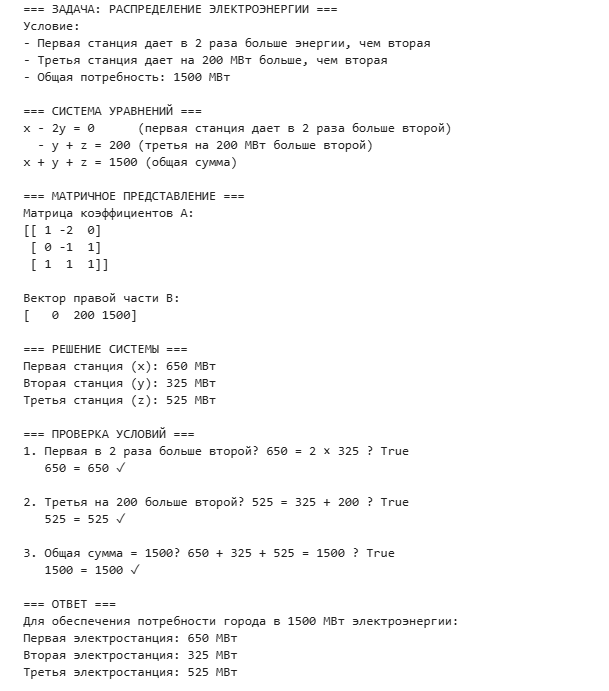 === ЗАДАЧА: РАСПРЕДЕЛЕНИЕ ЭЛЕКТРОЭНЕРГИИ ===
Условие:
- Первая станция дает в 2 раза больше энергии, чем вторая
- Третья станция дает на 200 МВт больше, чем вторая
- Общая потребность: 1500 МВт

=== СИСТЕМА УРАВНЕНИЙ ===
x - 2y = 0      (первая станция дает в 2 раза больше второй)
  - y + z = 200 (третья на 200 МВт больше второй)
x + y + z = 1500 (общая сумма)

=== МАТРИЧНОЕ ПРЕДСТАВЛЕНИЕ ===
Матрица коэффициентов A:
[[ 1 -2  0]
 [ 0 -1  1]
 [ 1  1  1]]

Вектор правой части B:
[   0  200 1500]

=== РЕШЕНИЕ СИСТЕМЫ ===
Первая станция (x): 650 МВт
Вторая станция (y): 325 МВт
Третья станция (z): 525 МВт

=== ПРОВЕРКА УСЛОВИЙ ===
1. Первая в 2 раза больше второй? 650 = 2 × 325 ? True
   650 = 650 ✓

2. Третья на 200 больше второй? 525 = 325 + 200 ? True
   525 = 525 ✓

3. Общая сумма = 1500? 650 + 325 + 525 = 1500 ? True
   1500 = 1500 ✓

=== ОТВЕТ ===
Для обеспечения потребности города в 1500 МВт электроэнергии:
Первая электростанция: 650 МВт
Вторая электростанция: 325 МВт
Третья электростанция: 525 МВт